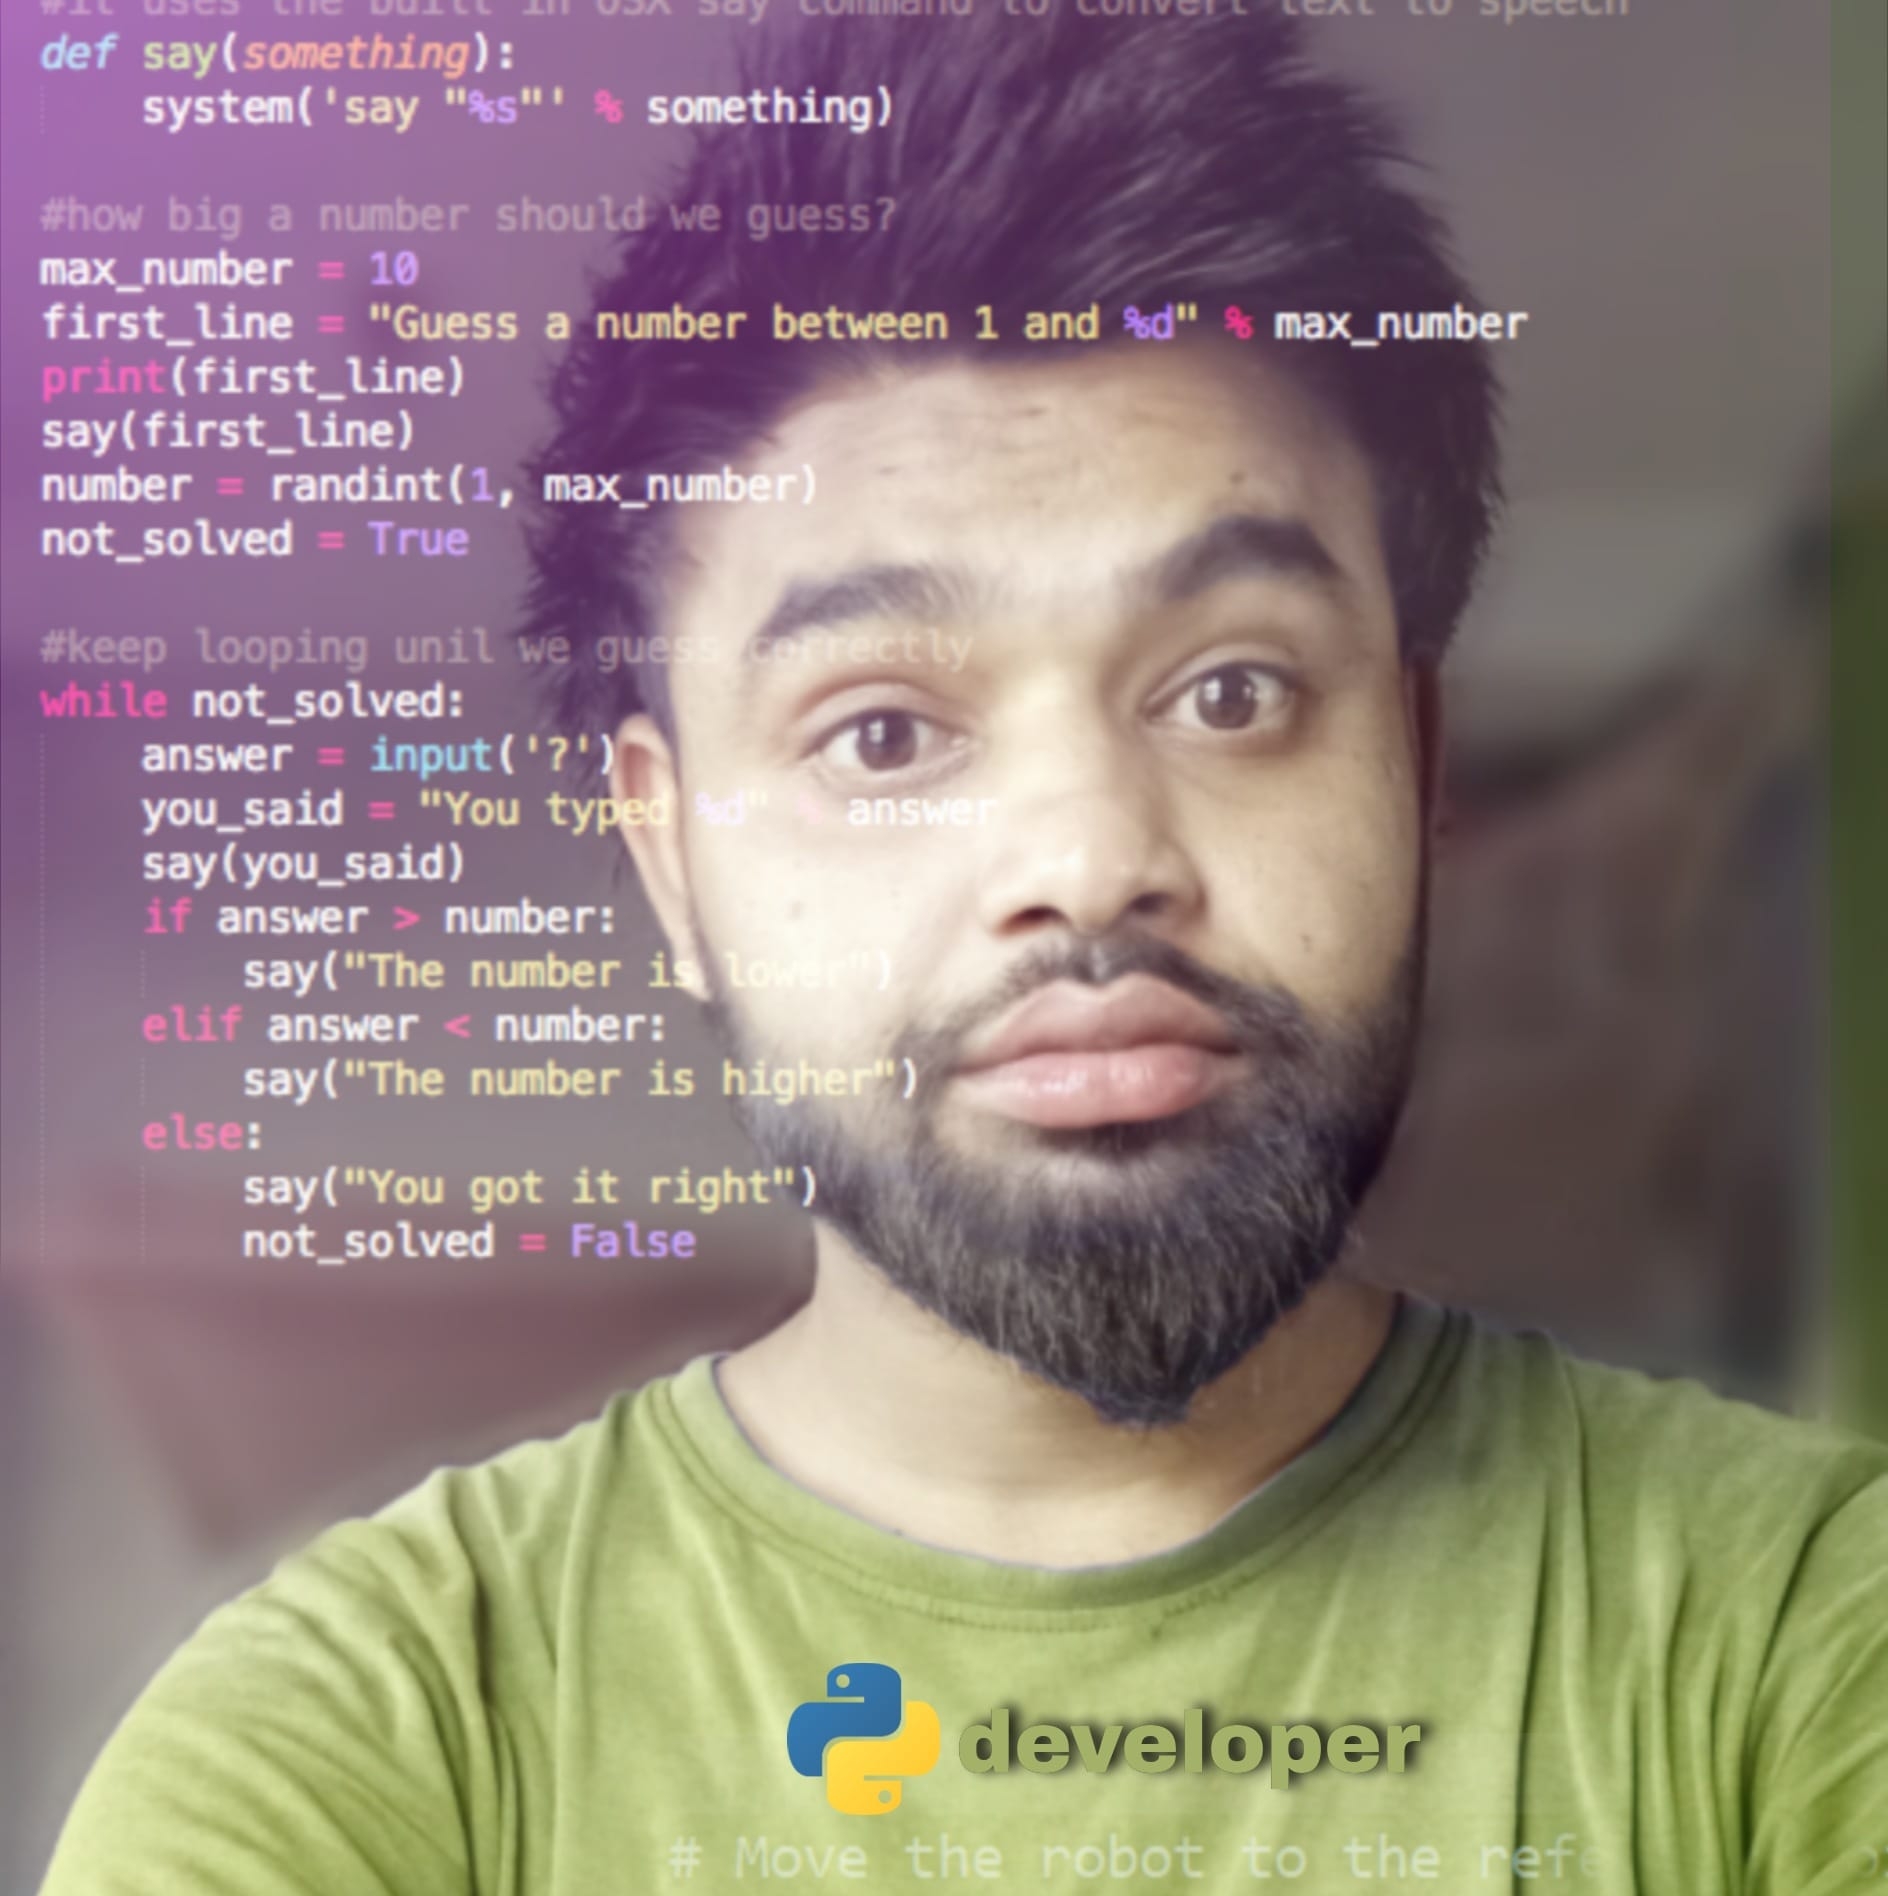 #it uses the built in OSX say command to convert text to speech
def say(something):
    system('say "%s"' % something)
#how big a number should we guess?
max_number = 10
first_line = "Guess a number between 1 and %d" % max_number
print(first_line)
say(first_line)
number = randint(1, max_number)
not_solved = True
#keep looping unil we guess correctly
while not_solved:
    answer = input('?')
    you_said = "You typed %d" % answer
    say(you_said)
    if answer > number:
        say("The number is lower")
    elif answer < number:
        say("The number is higher")
    else:
        say("You got it right")
        not_solved = False
developer
# Move the robot to the